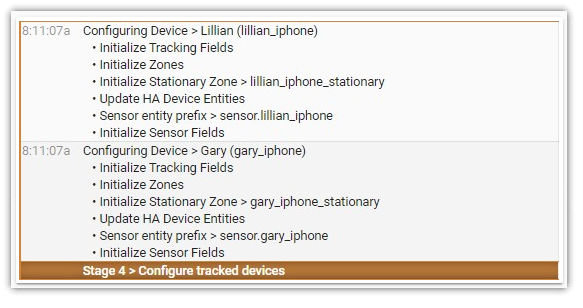 8:11:07a Configuring Device > Lillian (lillian_iphone)
• Initialize Tracking Fields
• Initialize Zones
• Initialize Stationary Zone > lillian_iphone_stationary
• Update HA Device Entities
• Sensor entity prefix > sensor.lillian_iphone
• Initialize Sensor Fields
8:11:07a Configuring Device > Gary (gary_iphone)
• Initialize Tracking Fields
• Initialize Zones
• Initialize Stationary Zone > gary_iphone_stationary
• Update HA Device Entities
• Sensor entity prefix > sensor.gary_iphone
• Initialize Sensor Fields
Stage 4 > Configure tracked devices